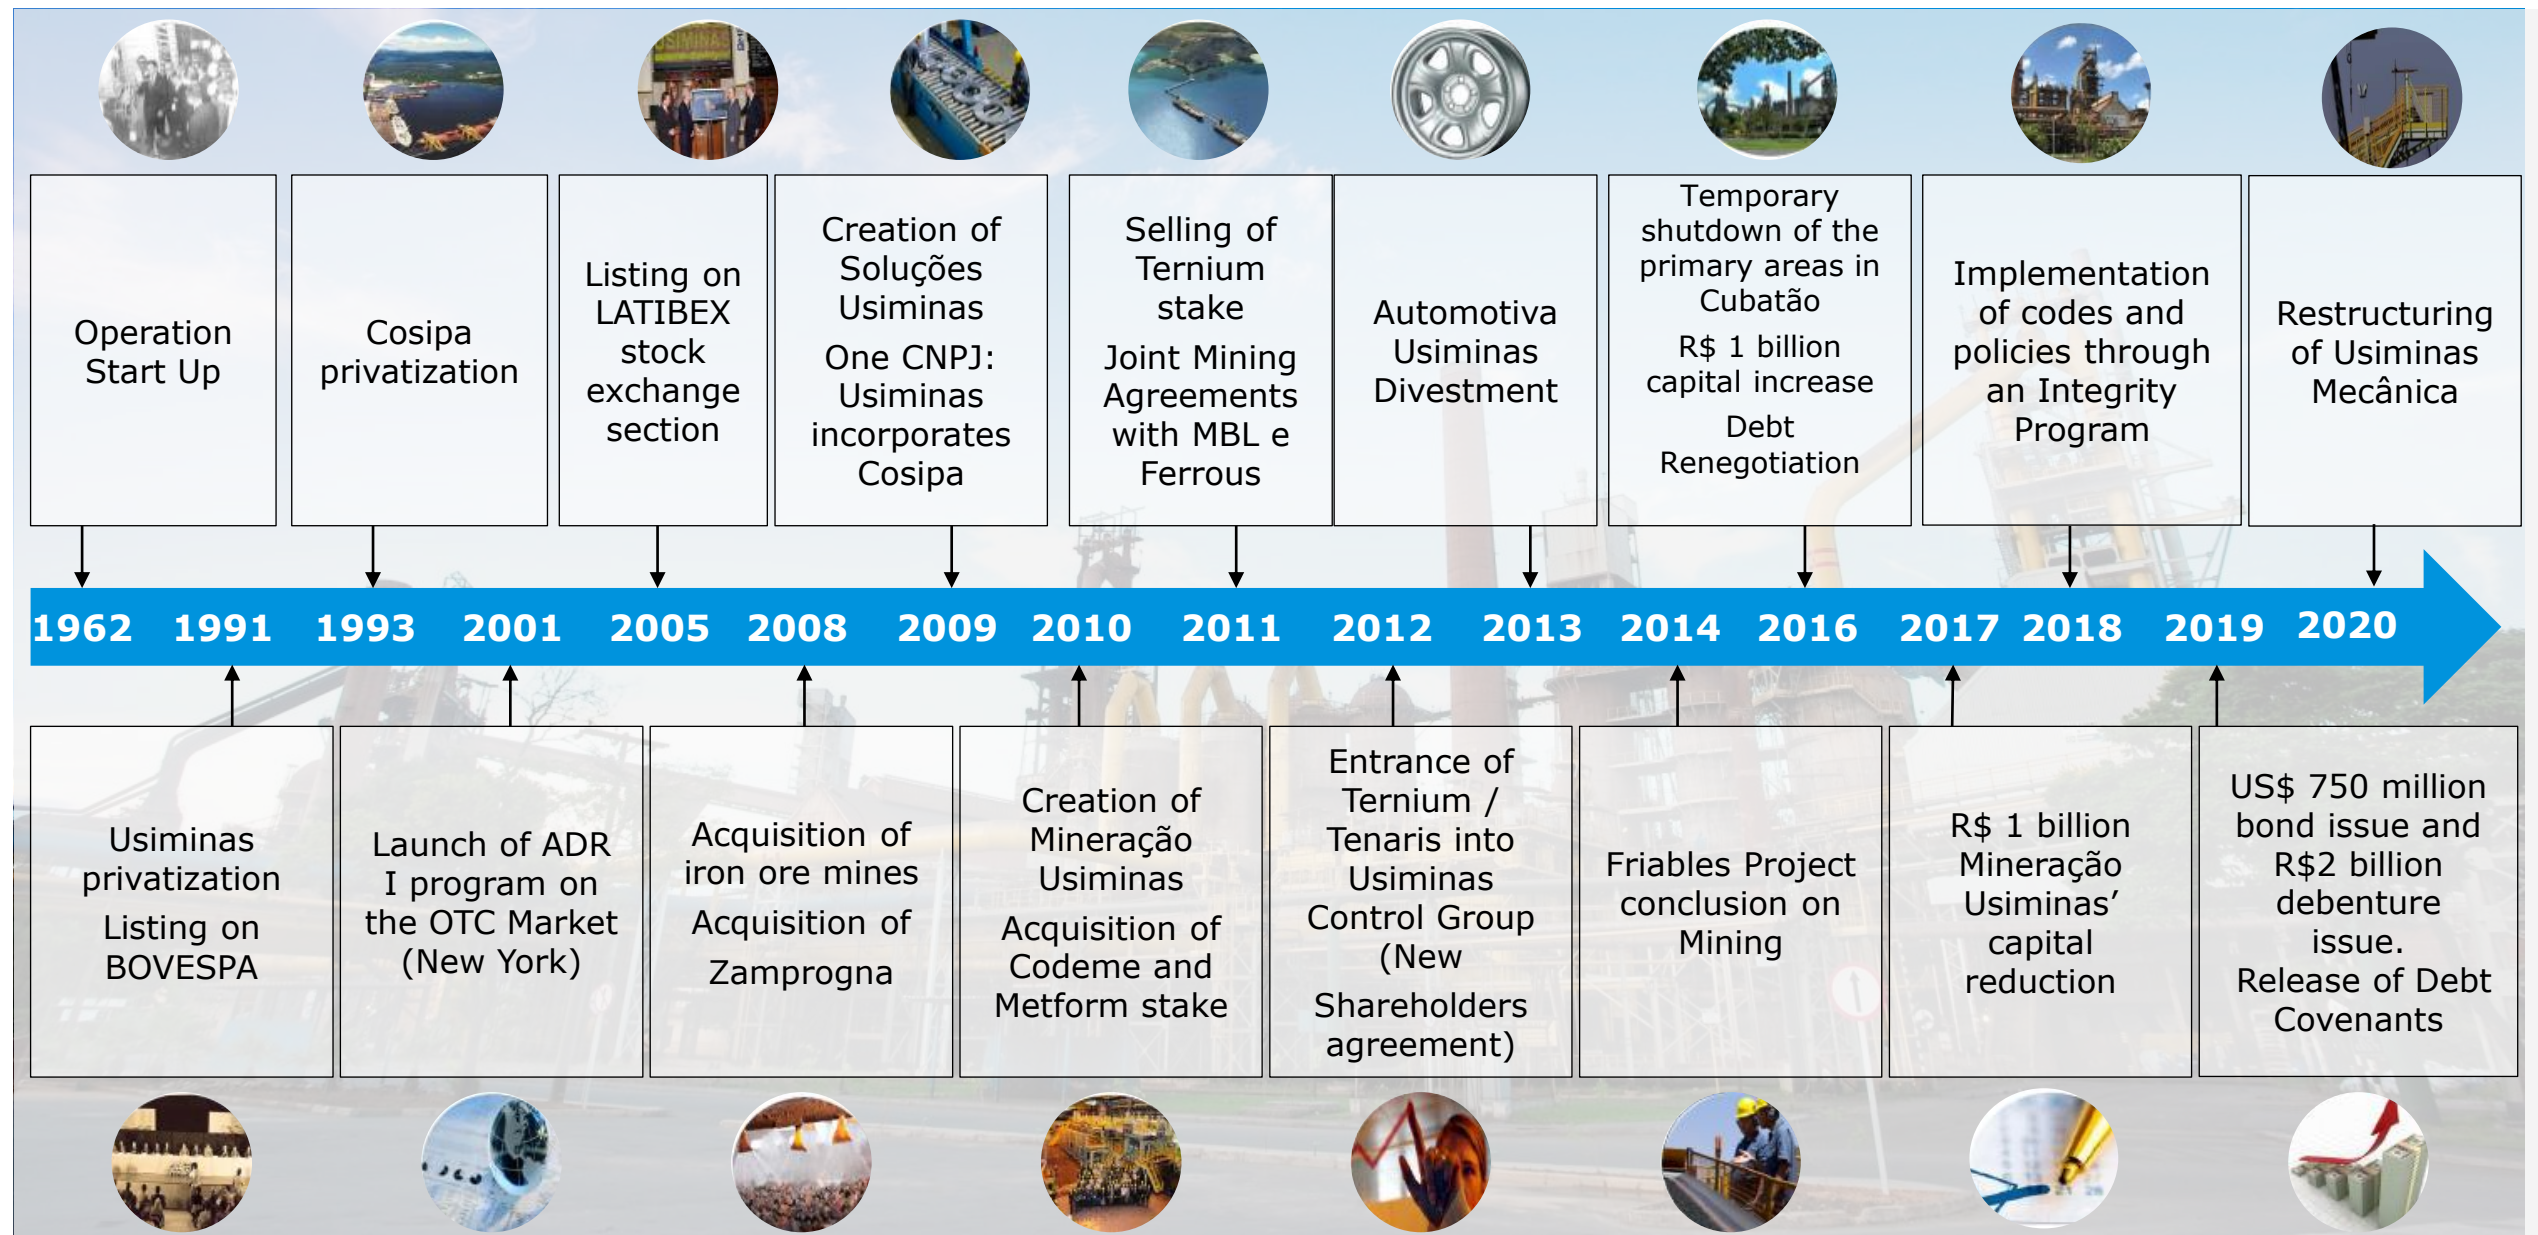 Operation
Start Up
Cosipa
privatization
Listing on
LATIBEX
stock
exchange
section
Creation of
Soluções
Usiminas
One CNPJ:
Usiminas
incorporates
Cosipa
Selling of
Ternium
stake
Joint Mining
Agreements
with MBL e
Ferrous
Automotiva
Usiminas
Divestment
Temporary
shutdown of the
primary areas in
Cubatão
R$ 1 billion
capital increase
Debt
Renegotiation
Implementation
of codes and
policies through
an Integrity
Program
Restructuring
of Usiminas
Mecânica
1962 1991 1993 2001 2005 2008 2009 2010 2011 2012 2013 2014 2016 2017 2018 2019 2020
Usiminas
privatization
Listing on
BOVESPA
Launch of ADR
I program on
the OTC Market
(New York)
Acquisition of
iron ore mines
Acquisition of
Zamprogna
Creation of
Mineração
Usiminas
Acquisition of
Codeme and
Metform stake
Entrance of
Ternium /
Tenaris into
Usiminas
Control Group
(New
Shareholders
agreement)
Friables Project
conclusion on
Mining
R$ 1 billion
Mineração
Usiminas’
capital
reduction
US$ 750 million
bond issue and
R$2 billion
debenture
issue.
Release of Debt
Covenants